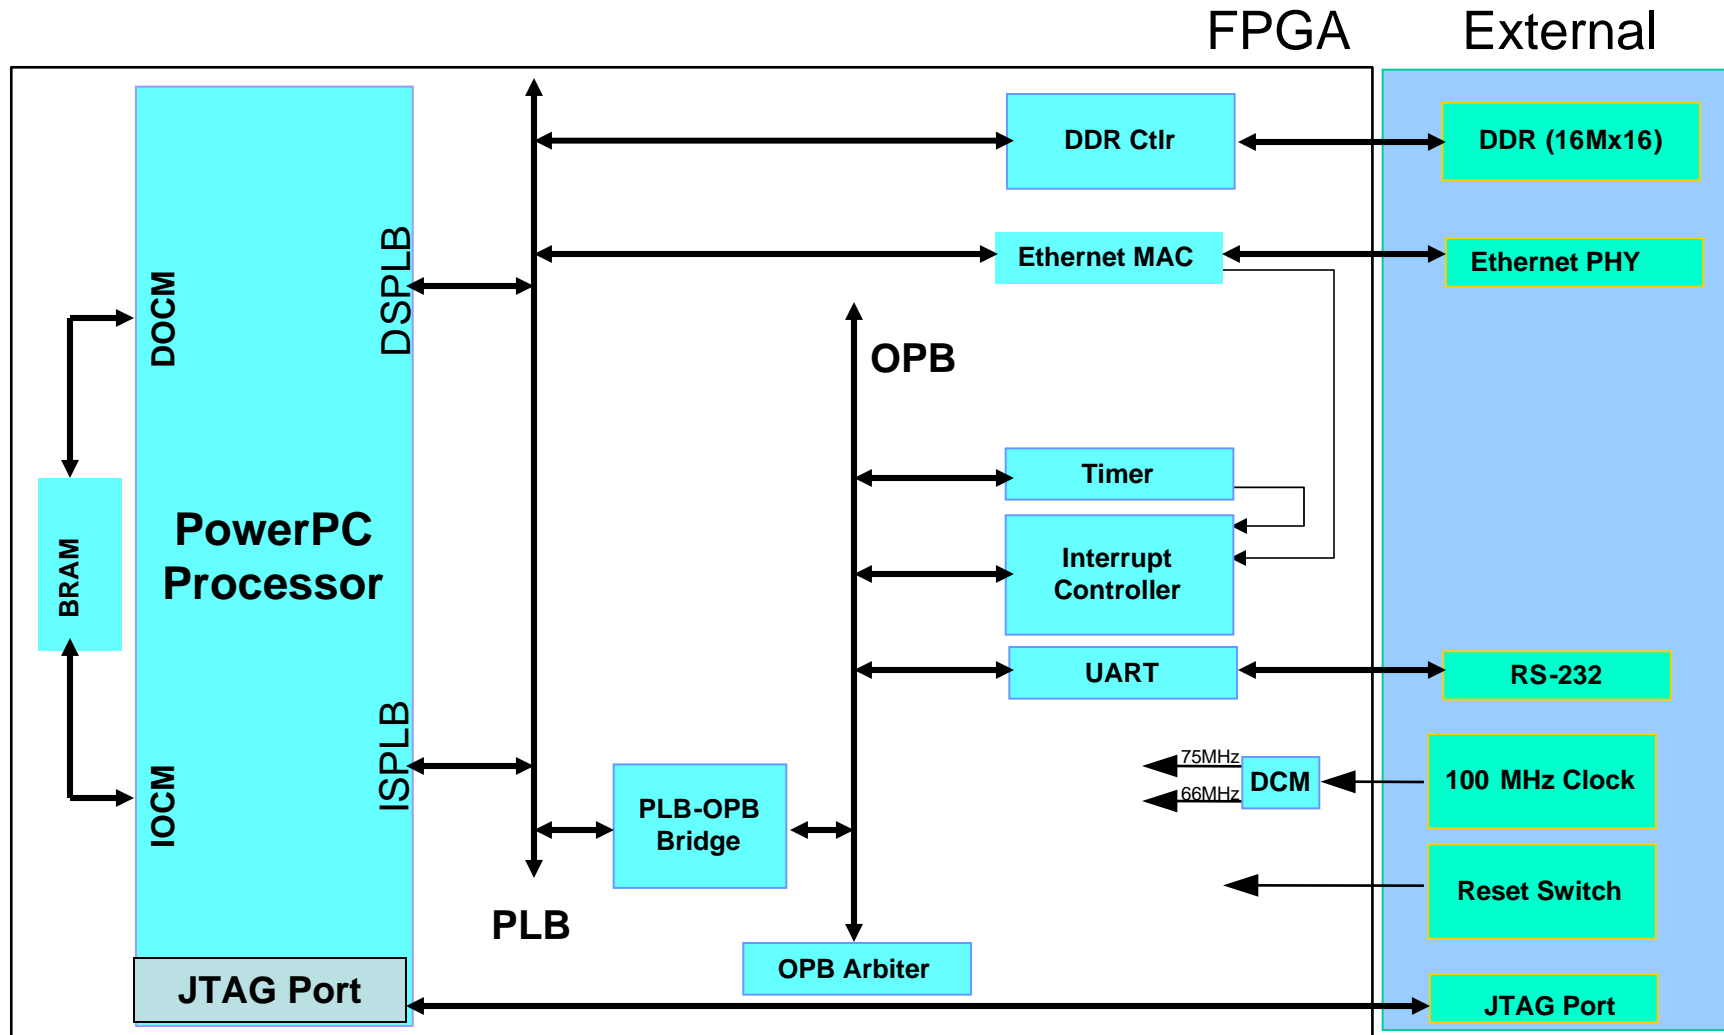 FPGA
External
DDR Ctlr
DDR (16Mx16)
Ethernet MAC
Ethernet PHY
DSPLB
DOCM
OPB
Timer
PowerPC
Processor
BRAM
Interrupt
Controller
UART
RS-232
ISPLB
IOCM
75MHz
66MHz
DCM
100 MHz Clock
PLB-OPB
Bridge
Reset Switch
PLB
OPB Arbiter
JTAG Port
JTAG Port